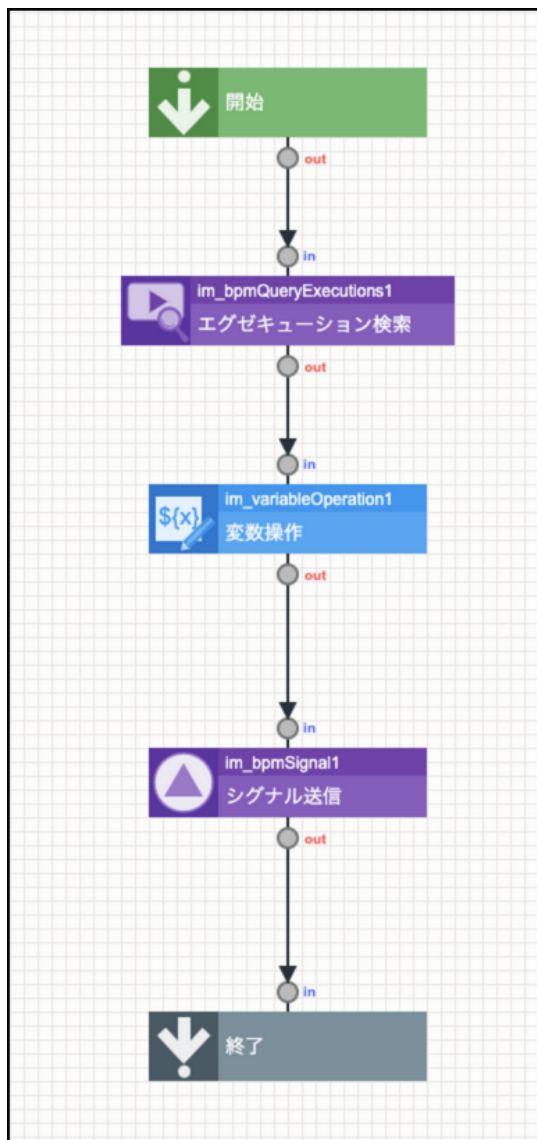 開始
out
in
im_bpmQueryExecutions1
エグゼキューション検索
out
in
im_variableOperation1
${x}
変数操作
out
in
im_bpmSignal1
シグナル送信
out
in
終了